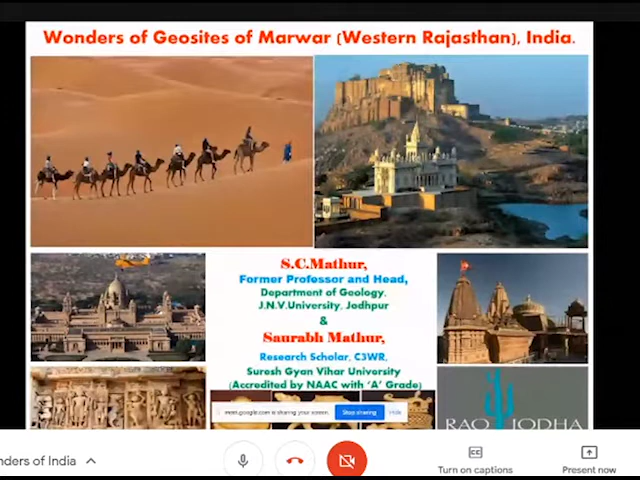 Wonders of Geosites of Marwar (Western Rajasthan), India.
S.C.Mathur,
Former Professor and Head,
Department of Geology,
J.N.V.University, Jodhpur
&
Saurabh Mathur,
Research Scholar, C3WR,
Suresh Gyan Vihar University
(Accredited by NAAC with 'A' Grade)
meet.google.com is sharing your screen.
Stop sharing
Hide
RAO JODHA
nders of India
Turn on captions
Present now